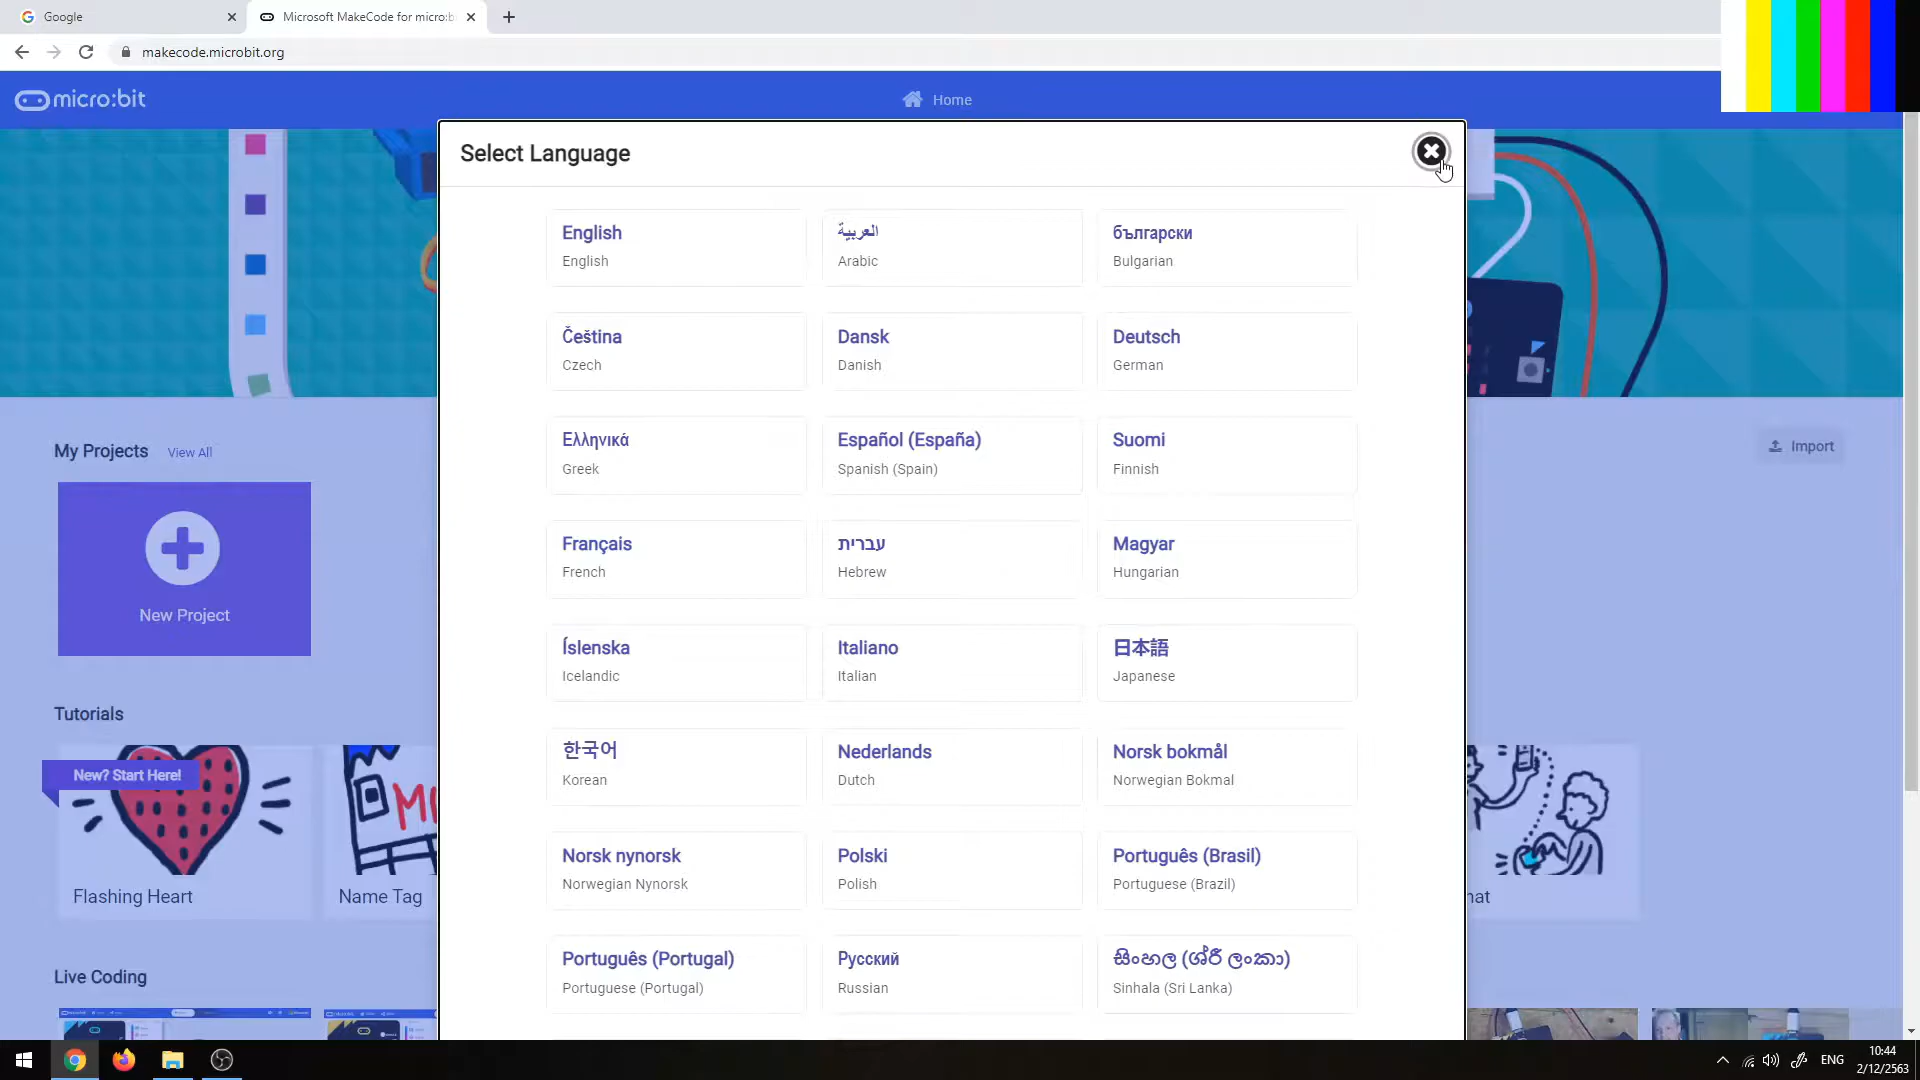 Google
Microsoft MakeCode for micro:b
makecode.microbit.org
micro:bit
Home
Select Language
English
English
العربية
Arabic
български
Bulgarian
Čeština
Czech
Dansk
Danish
Deutsch
German
Ελληνικά
Greek
Español (España)
Spanish (Spain)
Suomi
Finnish
Français
French
עברית
Hebrew
Magyar
Hungarian
Íslenska
Icelandic
Italiano
Italian
日本語
Japanese
한국어
Korean
Nederlands
Dutch
Norsk bokmål
Norwegian Bokmal
Norsk nynorsk
Norwegian Nynorsk
Polski
Polish
Português (Brasil)
Portuguese (Brazil)
Português (Portugal)
Portuguese (Portugal)
Русский
Russian
සිංහල (ශ්රී ලංකා)
Sinhala (Sri Lanka)
My Projects View All
Import
New Project
Tutorials
New? Start Here!
Flashing Heart
Name Tag
hat
Live Coding
ENG
10:44
2/12/2563